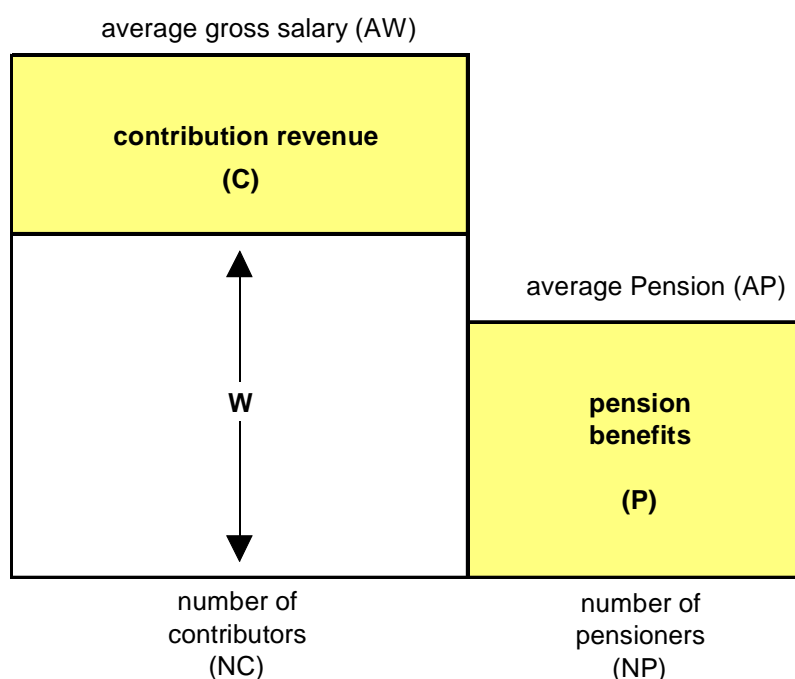 average gross salary (AW)
contribution revenue
(C)
average Pension (AP)
W
pension
benefits
(P)
number of
contributors
(NC)
number of
pensioners
(NP)